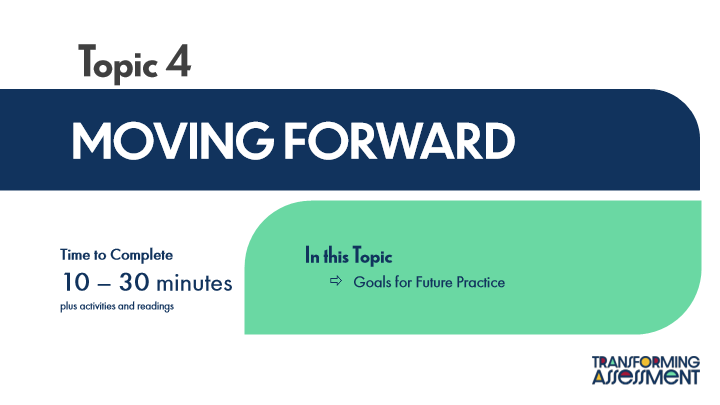 Topic 4
MOVING FORWARD
Time to Complete
10 – 30 minutes
plus activities and readings
In this Topic
⇨ Goals for Future Practice
TRANSFORMING
ASSESSMENT